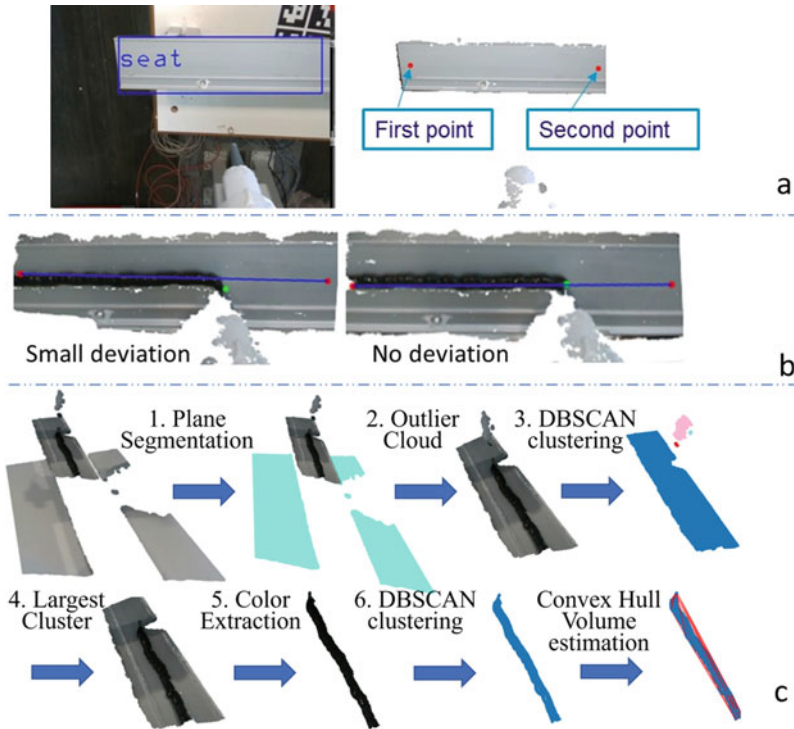 seat
First point
Second point
a
Small deviation
No deviation
b
1. Plane
Segmentation
2. Outlier
Cloud
3. DBSCAN
clustering
4. Largest
Cluster
5. Color
Extraction
6. DBSCAN
clustering
Convex Hull
Volume
estimation
c